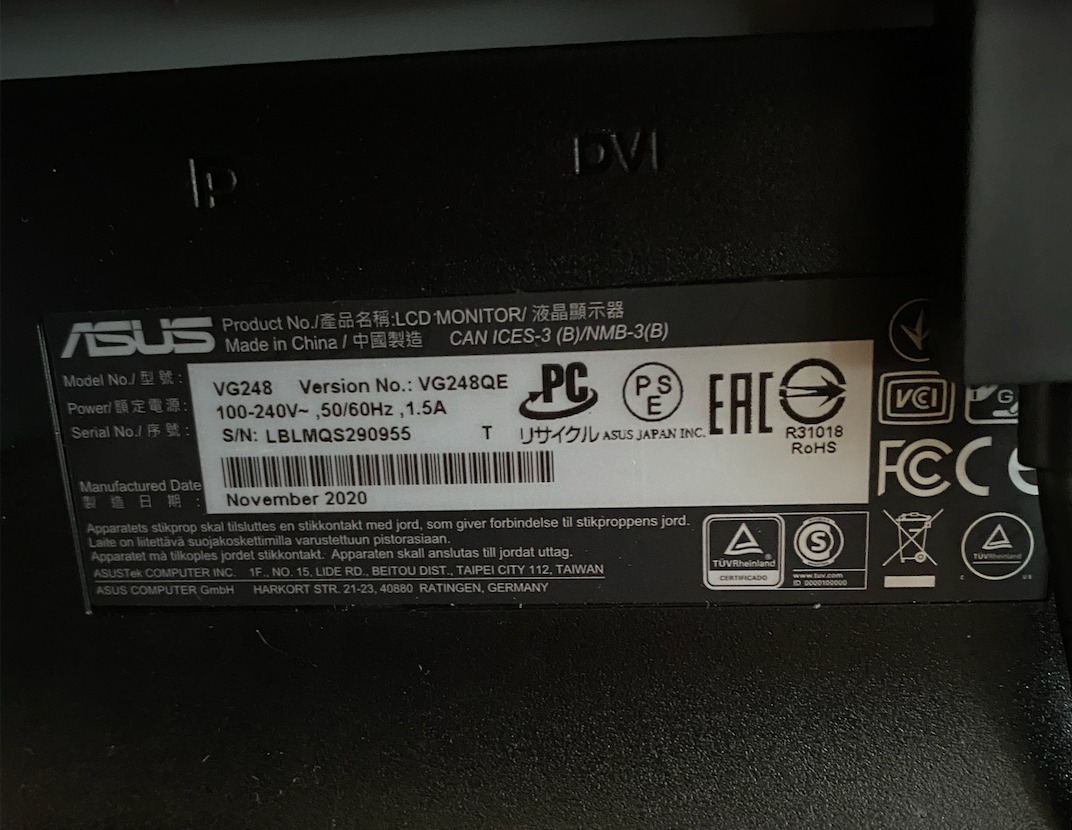 DP
DVI
ASUS
Product No./產品名稱:LCD MONITOR/ 液晶顯示器
Made in China / 中國製造 CAN ICES-3 (B)/NMB-3(B)
Model No./ 型 號 : VG248 Version No.: VG248QE
Power/額定電源: 100-240V~ ,50/60Hz ,1.5A
Serial No./ 序 號 : S/N: LBLMQS290955 T
PC
リサイクル
PSE
ASUS JAPAN INC.
EAC
R31018
RoHS
VCI
G
FC
CE
Manufactured Date
製 造 日 期 : November 2020
Apparatets stikprop skal tilsluttes en stikkontakt med jord, som giver forbindelse til stikproppens jord.
Laite on liitettävä suojakoskettimilla varustettuun pistorasiaan.
Apparatet må tilkoples jordet stikkontakt. Apparaten skall anslutas till jordat uttag.
ASUSTek COMPUTER INC. 1F., NO. 15, LIDE RD., BEITOU DIST., TAIPEI CITY 112, TAIWAN
ASUS COMPUTER GmbH HARKORT STR. 21-23, 40880 RATINGEN, GERMANY
TÜVRheinland
CERTIFICADO
S
www.tuv.com
ID 0000100000
TÜVRheinland
C US